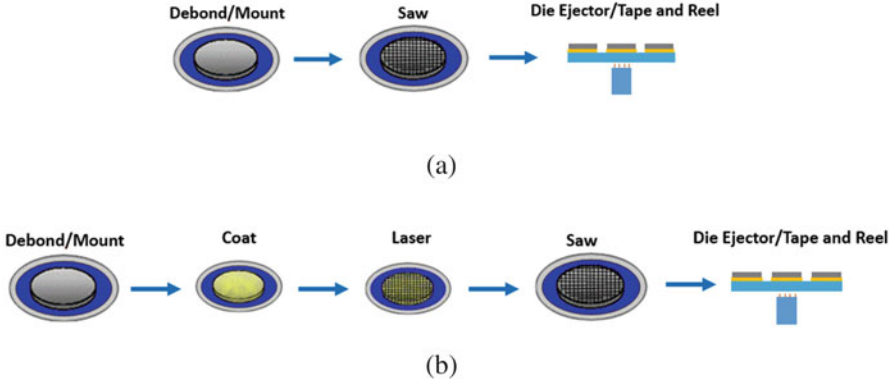 Debond/Mount Saw Die Ejector/Tape and Reel
(a)
Debond/Mount Coat Laser Saw Die Ejector/Tape and Reel
(b)